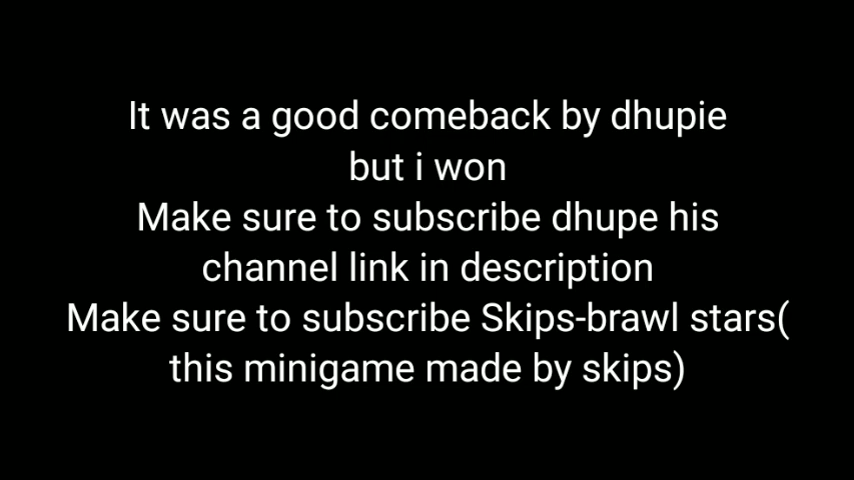 It was a good comeback by dhupie
but i won
Make sure to subscribe dhupe his
channel link in description
Make sure to subscribe Skips-brawl stars(
this minigame made by skips)